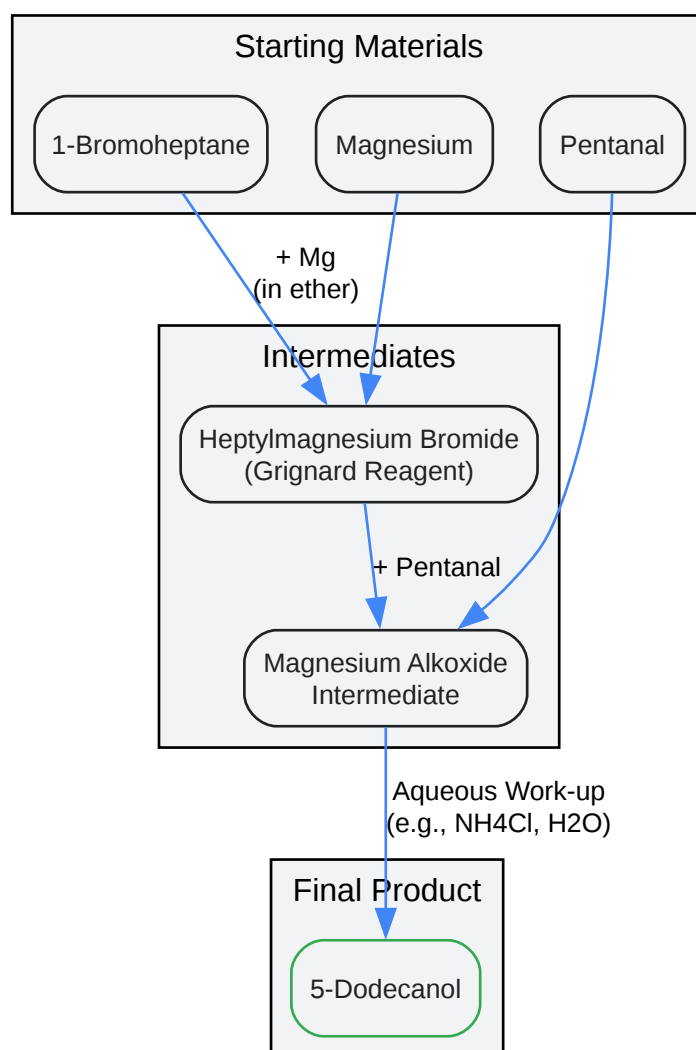 Starting Materials
1-Bromoheptane
Magnesium
Pentanal
+ Mg
(in ether)
Intermediates
Heptylmagnesium Bromide
(Grignard Reagent)
+ Pentanal
Magnesium Alkoxide
Intermediate
Aqueous Work-up
(e.g., NH4Cl, H2O)
Final Product
5-Dodecanol